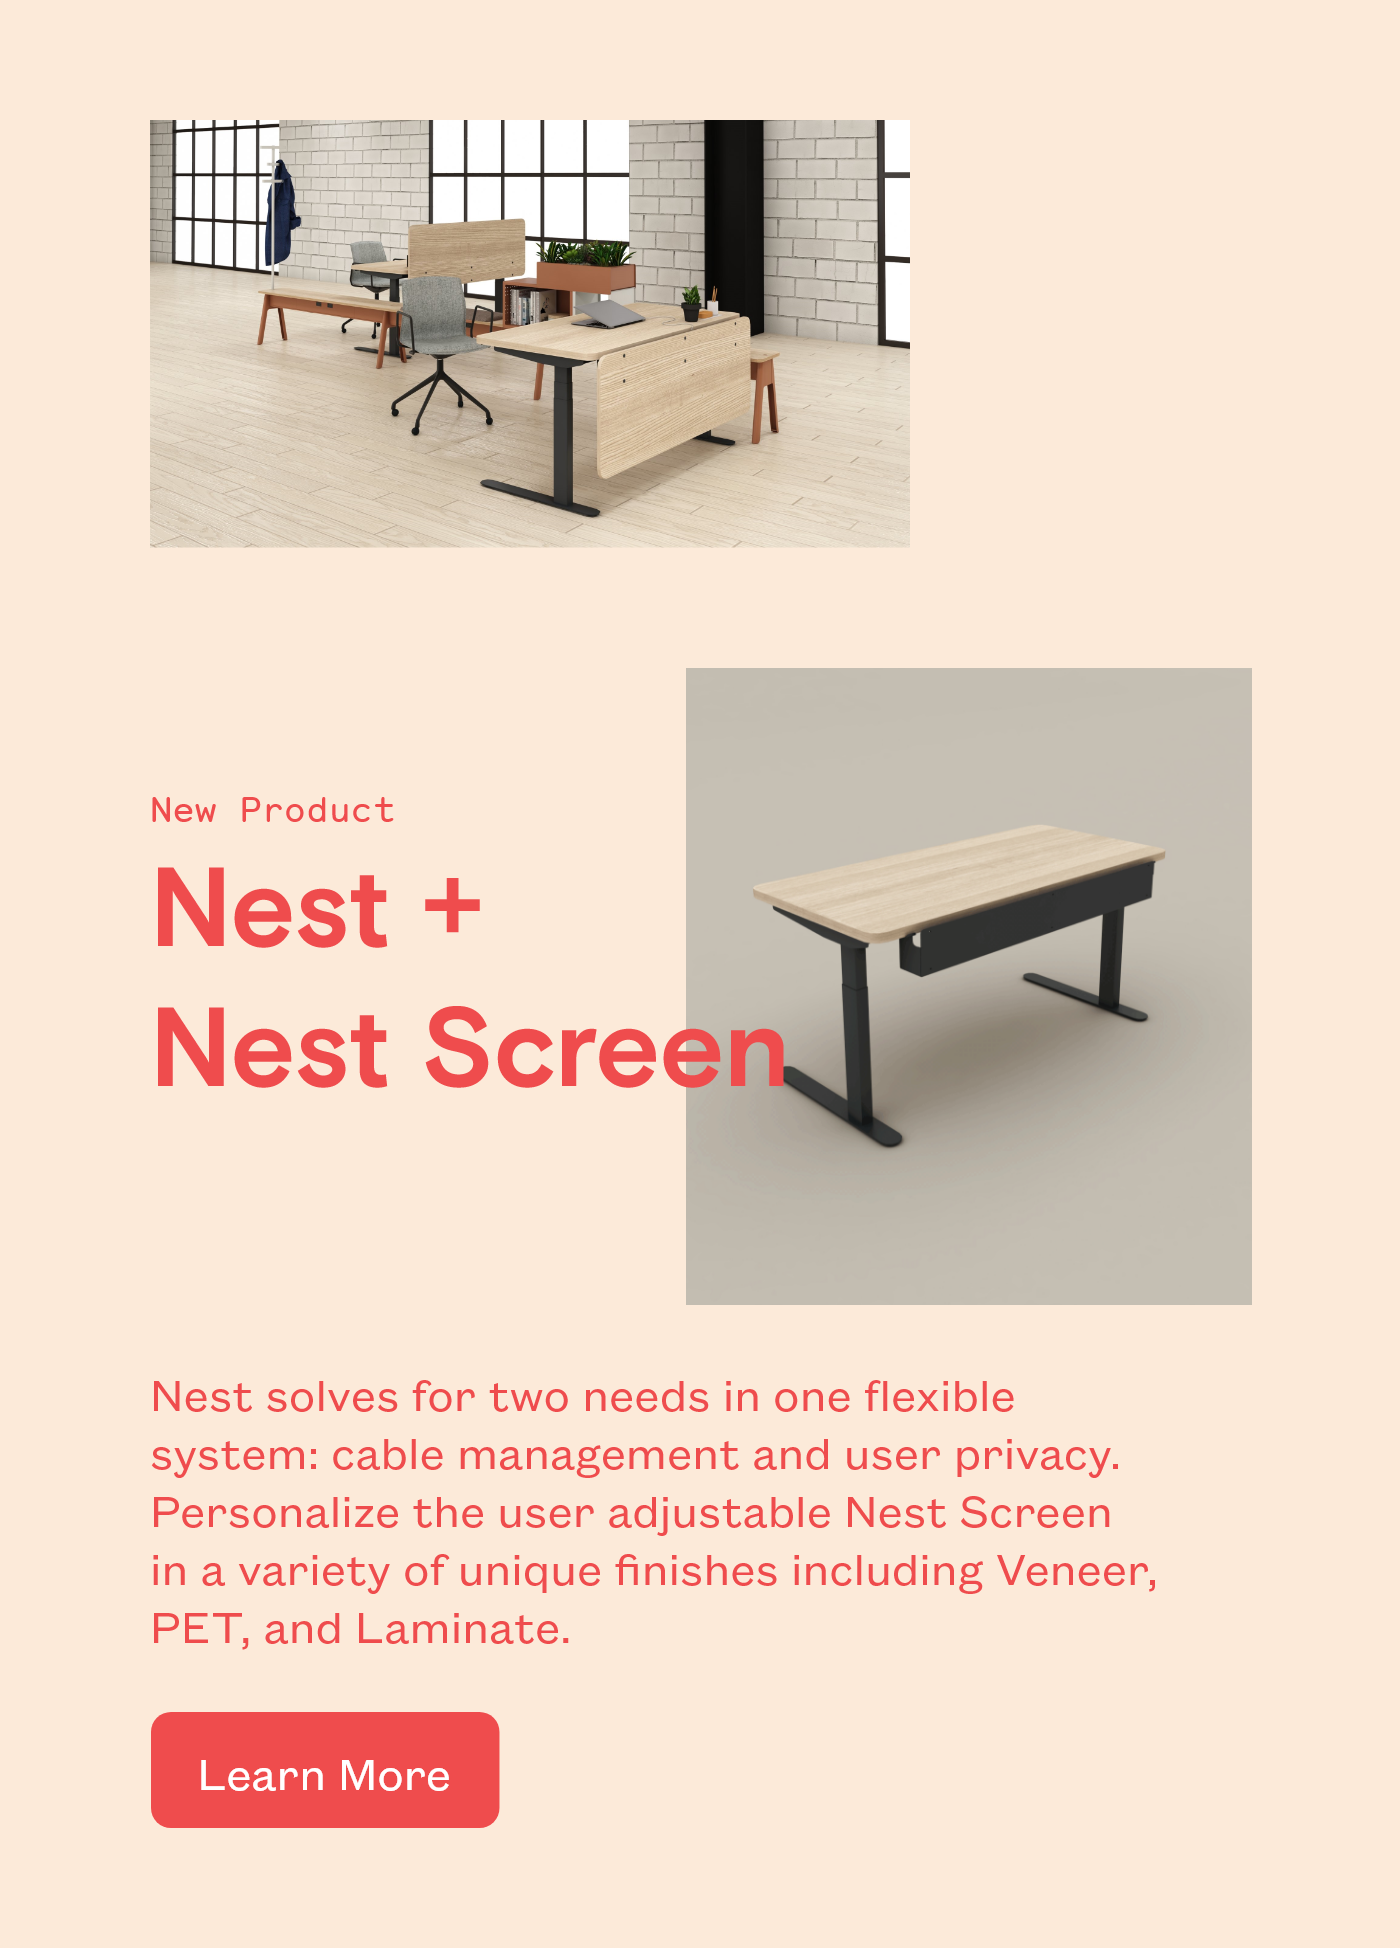 New Product
Nest +
Nest Screen
Nest solves for two needs in one flexible
system: cable management and user privacy.
Personalize the user adjustable Nest Screen
in a variety of unique finishes including Veneer,
PET, and Laminate.
Learn More